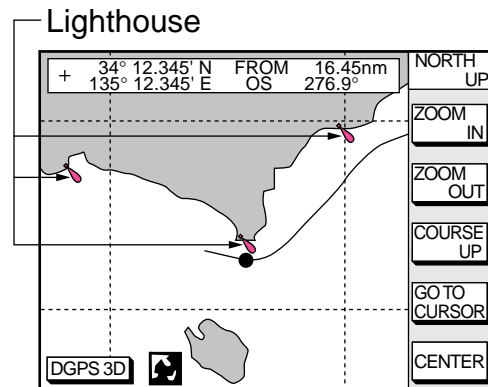 Lighthouse
+ 34° 12.345' N FROM 16.45nm
135° 12.345' E OS 276.9°
NORTH
UP
ZOOM
IN
ZOOM
OUT
COURSE
UP
GO TO
CURSOR
CENTER
DGPS 3D